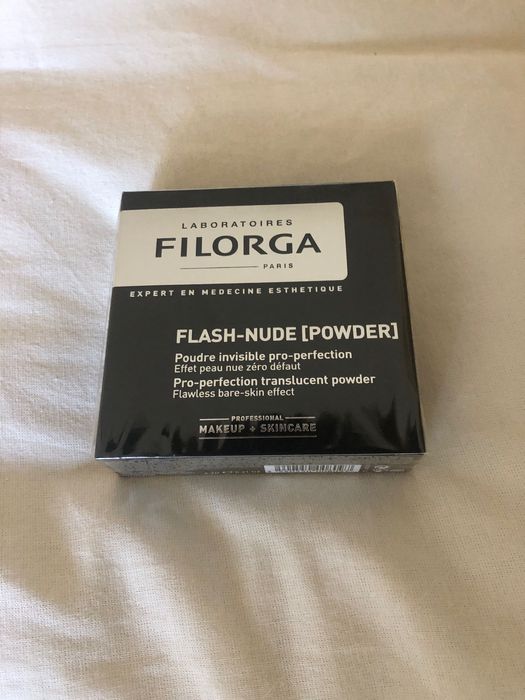 LABORATOIRES
FILORGA
PARIS
EXPERT EN MEDECINE ESTHETIQUE
FLASH-NUDE [POWDER]
Poudre invisible pro-perfection
Effet peau nue zéro défaut
Pro-perfection translucent powder
Flawless bare-skin effect
PROFESSIONAL
MAKEUP + SKINCARE